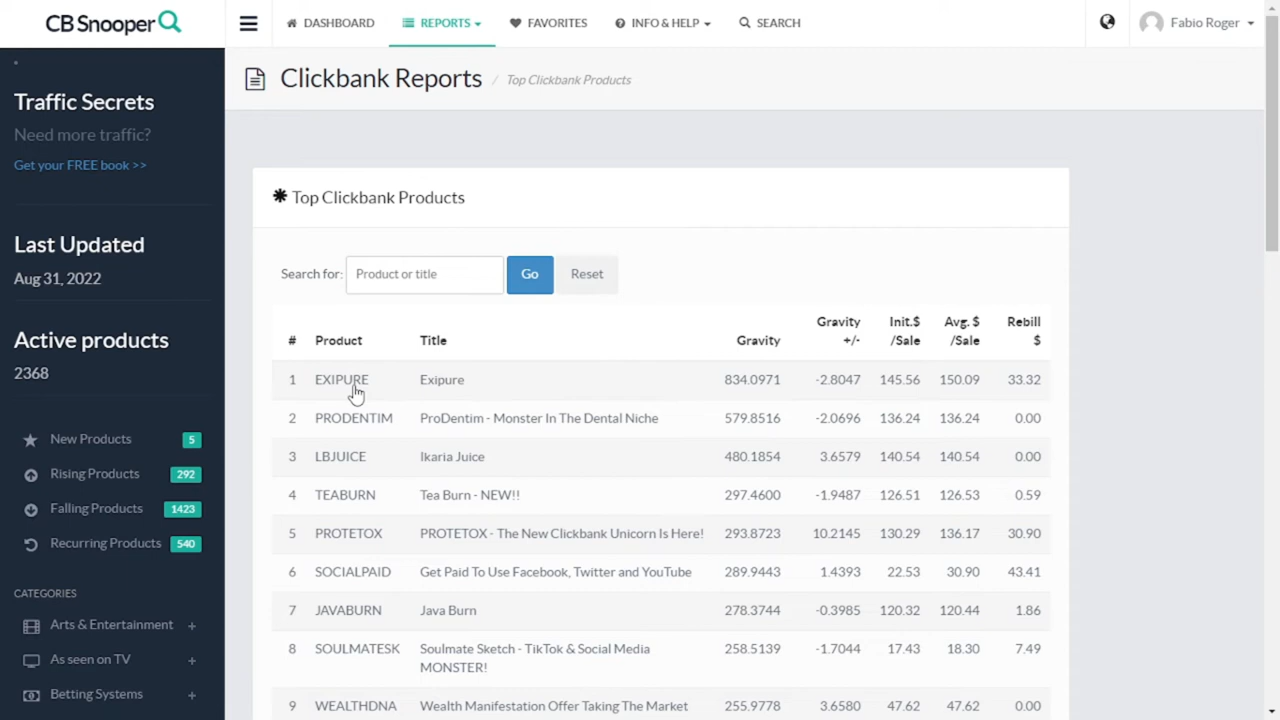 CB Snooper
DASHBOARD
REPORTS
FAVORITES
INFO & HELP
SEARCH
Fabio Roger
Traffic Secrets
Need more traffic?
Get your FREE book >>
Last Updated
Aug 31, 2022
Active products
2368
New Products 5
Rising Products 292
Falling Products 1423
Recurring Products 540
CATEGORIES
Arts & Entertainment +
As seen on TV +
Betting Systems +
Clickbank Reports / Top Clickbank Products
Top Clickbank Products
Search for: Product or title Go Reset
# Product Title Gravity Gravity +/- Init.$ /Sale Avg. $ /Sale Rebill $
1 EXIPURE Exipure 834.0971 -2.8047 145.56 150.09 33.32
2 PRODENTIM ProDentim - Monster In The Dental Niche 579.8516 -2.0696 136.24 136.24 0.00
3 LBJUICE Ikaria Juice 480.1854 3.6579 140.54 140.54 0.00
4 TEABURN Tea Burn - NEW!! 297.4600 -1.9487 126.51 126.53 0.59
5 PROTETOX PROTETOX - The New Clickbank Unicorn Is Here! 293.8723 10.2145 130.29 136.17 30.90
6 SOCIALPAID Get Paid To Use Facebook, Twitter and YouTube 289.9443 1.4393 22.53 30.90 43.41
7 JAVABURN Java Burn 278.3744 -0.3985 120.32 120.44 1.86
8 SOULMATESK Soulmate Sketch - TikTok & Social Media 258.5139 -1.7044 17.43 18.30 7.49
MONSTER!
9 WEALTHDNA Wealth Manifestation Offer Taking The Market 255.9778 3.6580 47.62 47.62 0.00